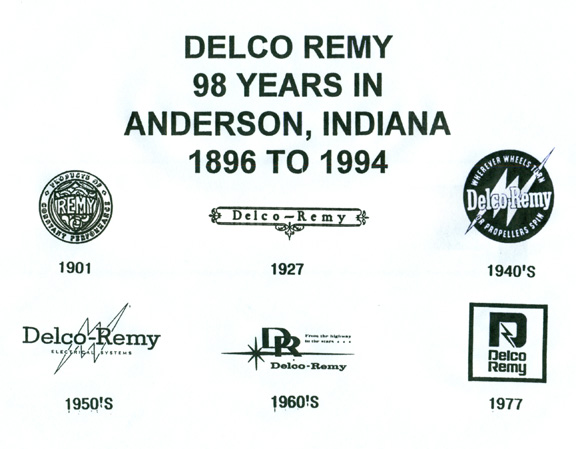 DELCO REMY
98 YEARS IN
ANDERSON, INDIANA
1896 TO 1994
PRODUCTS OF
REMY
CONSTANT PERFORMANCE
1901
Delco-Remy
1927
WHEREVER WHEELS TURN
Delco-Remy
OR PROPELLERS SPIN
1940'S
Delco-Remy
ELECTRICAL SYSTEMS
1950!S
DR
From the highway
to the stars . . .
Delco-Remy
1960!S
Delco
Remy
1977